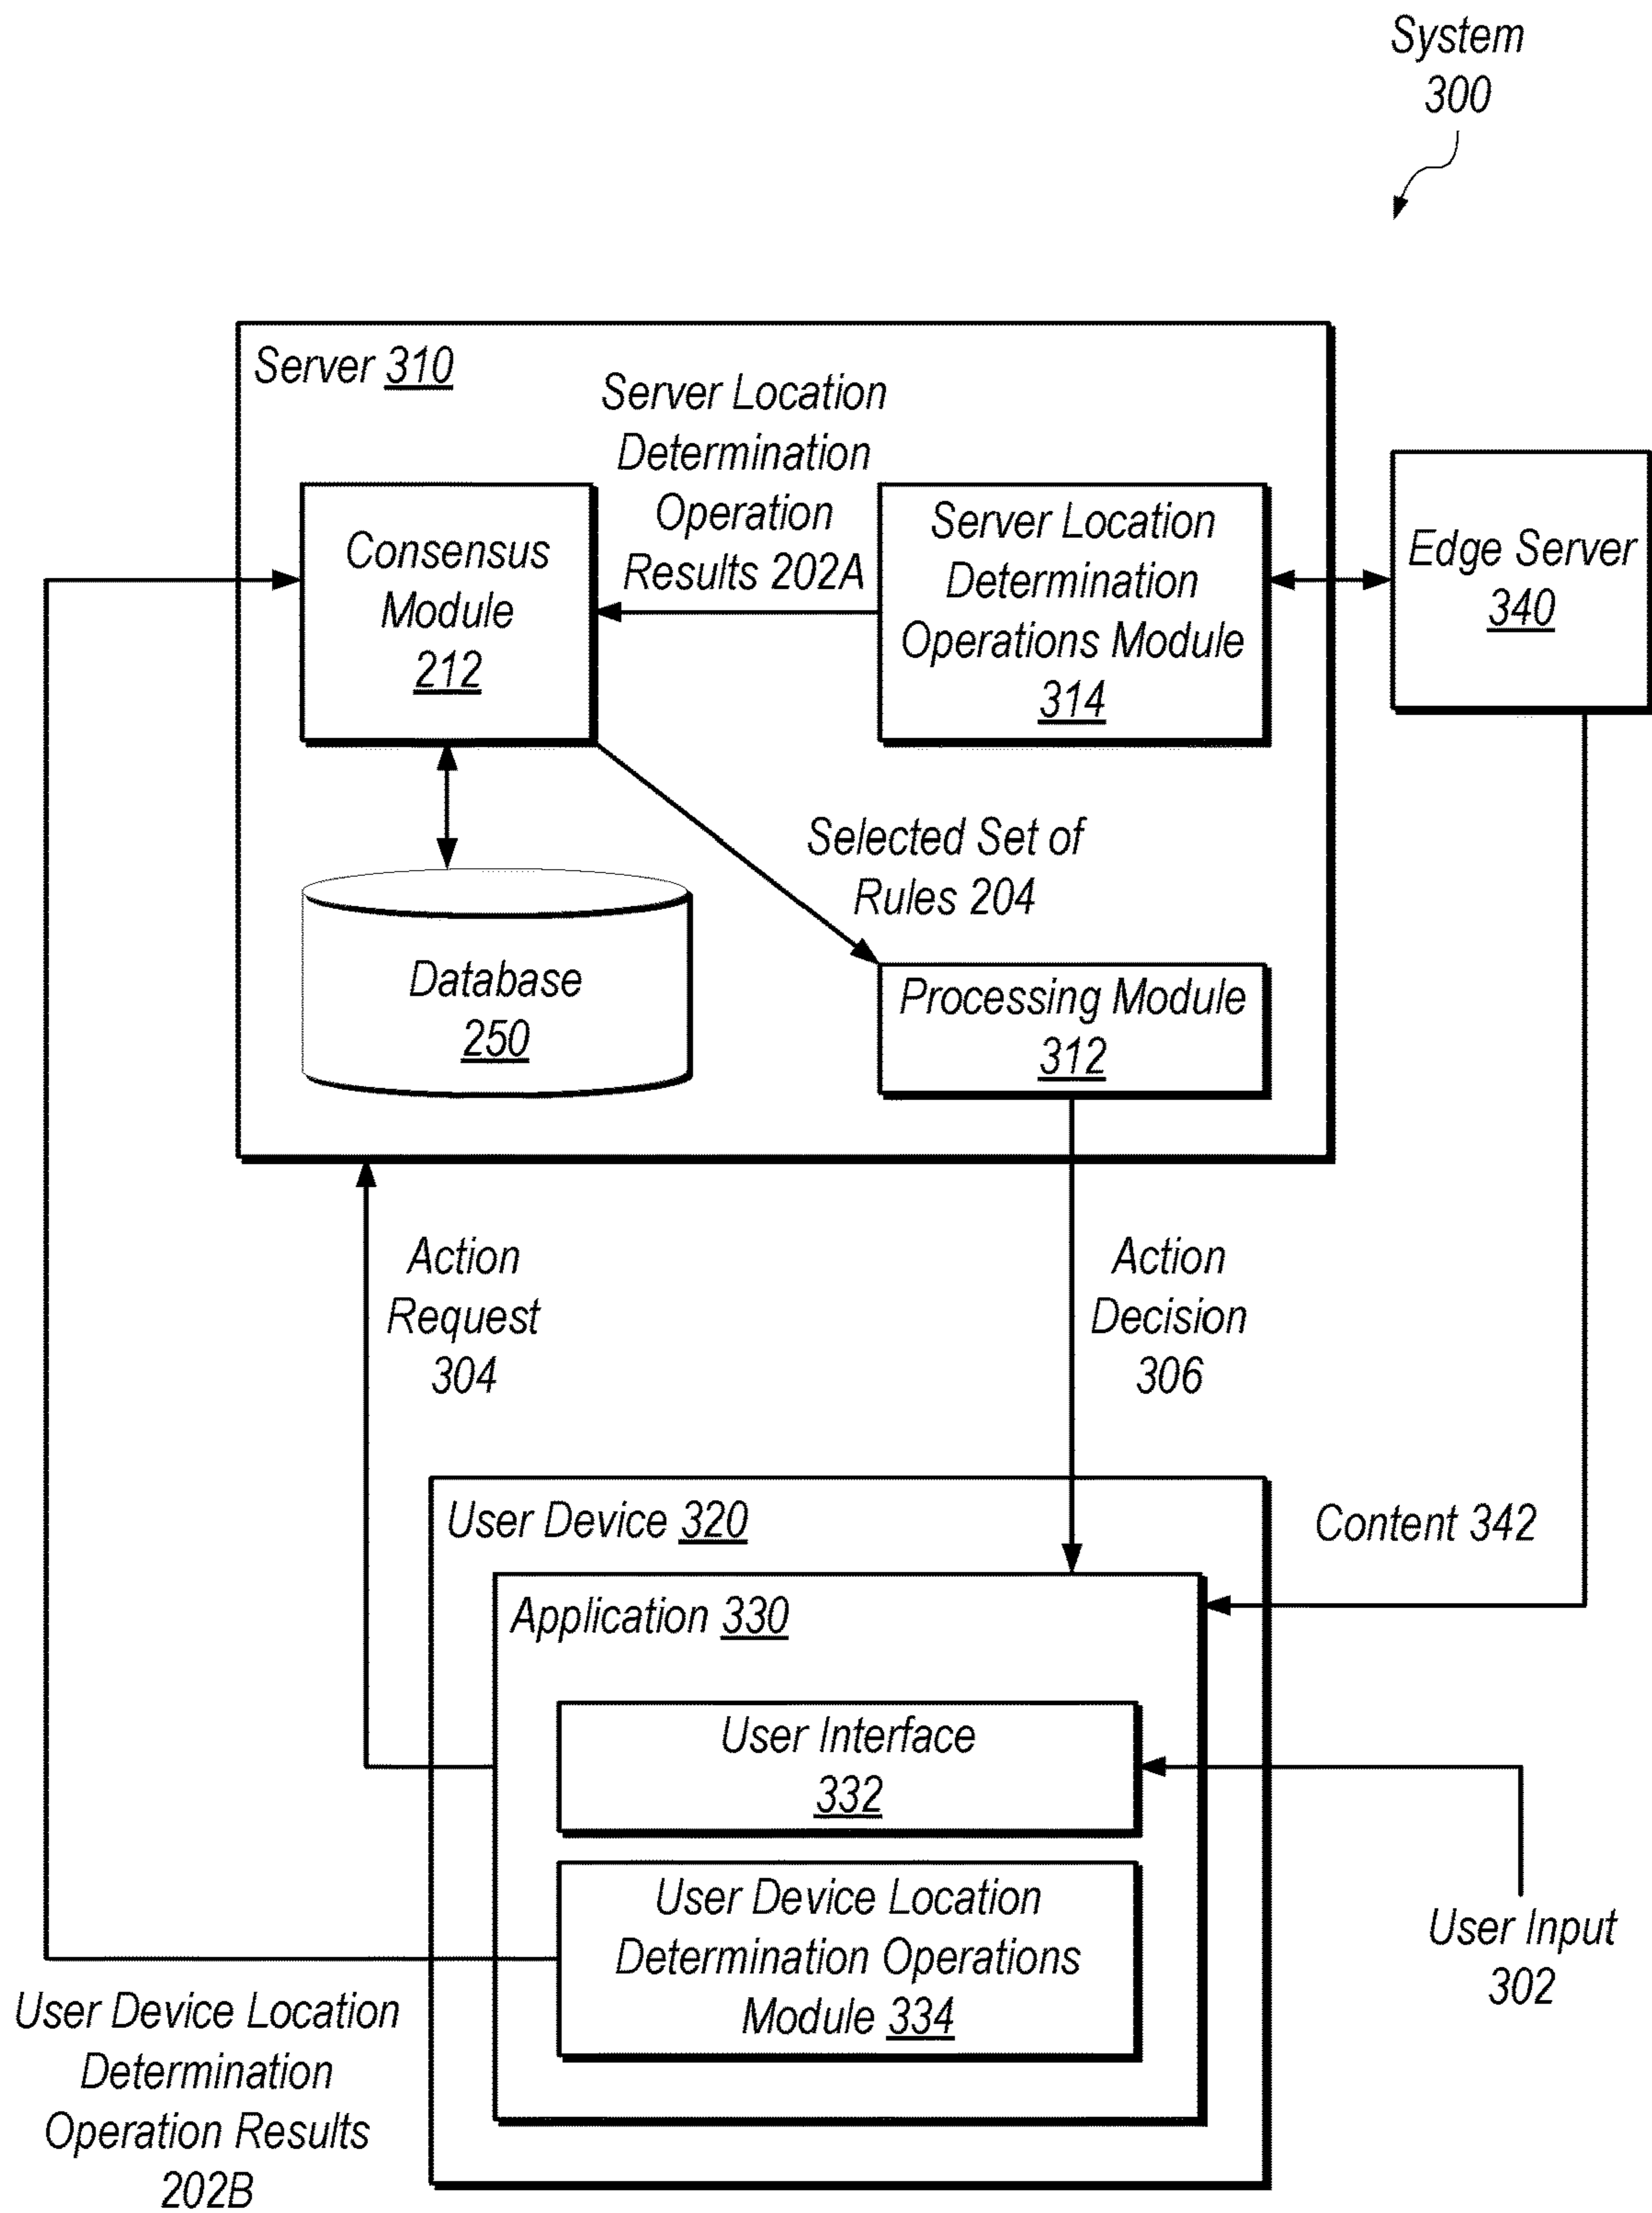 System
300
Server 310
Server Location
Determination
Operation
Results 202A
Consensus
Module
212
Server Location
Determination
Operations Module
314
Edge Server
340
Selected Set of
Rules 204
Database
250
Processing Module
312
Action
Request
304
Action
Decision
306
User Device 320
Content 342
Application 330
User Interface
332
User Device Location
Determination Operations
Module 334
User Input
302
User Device Location
Determination
Operation Results
202B